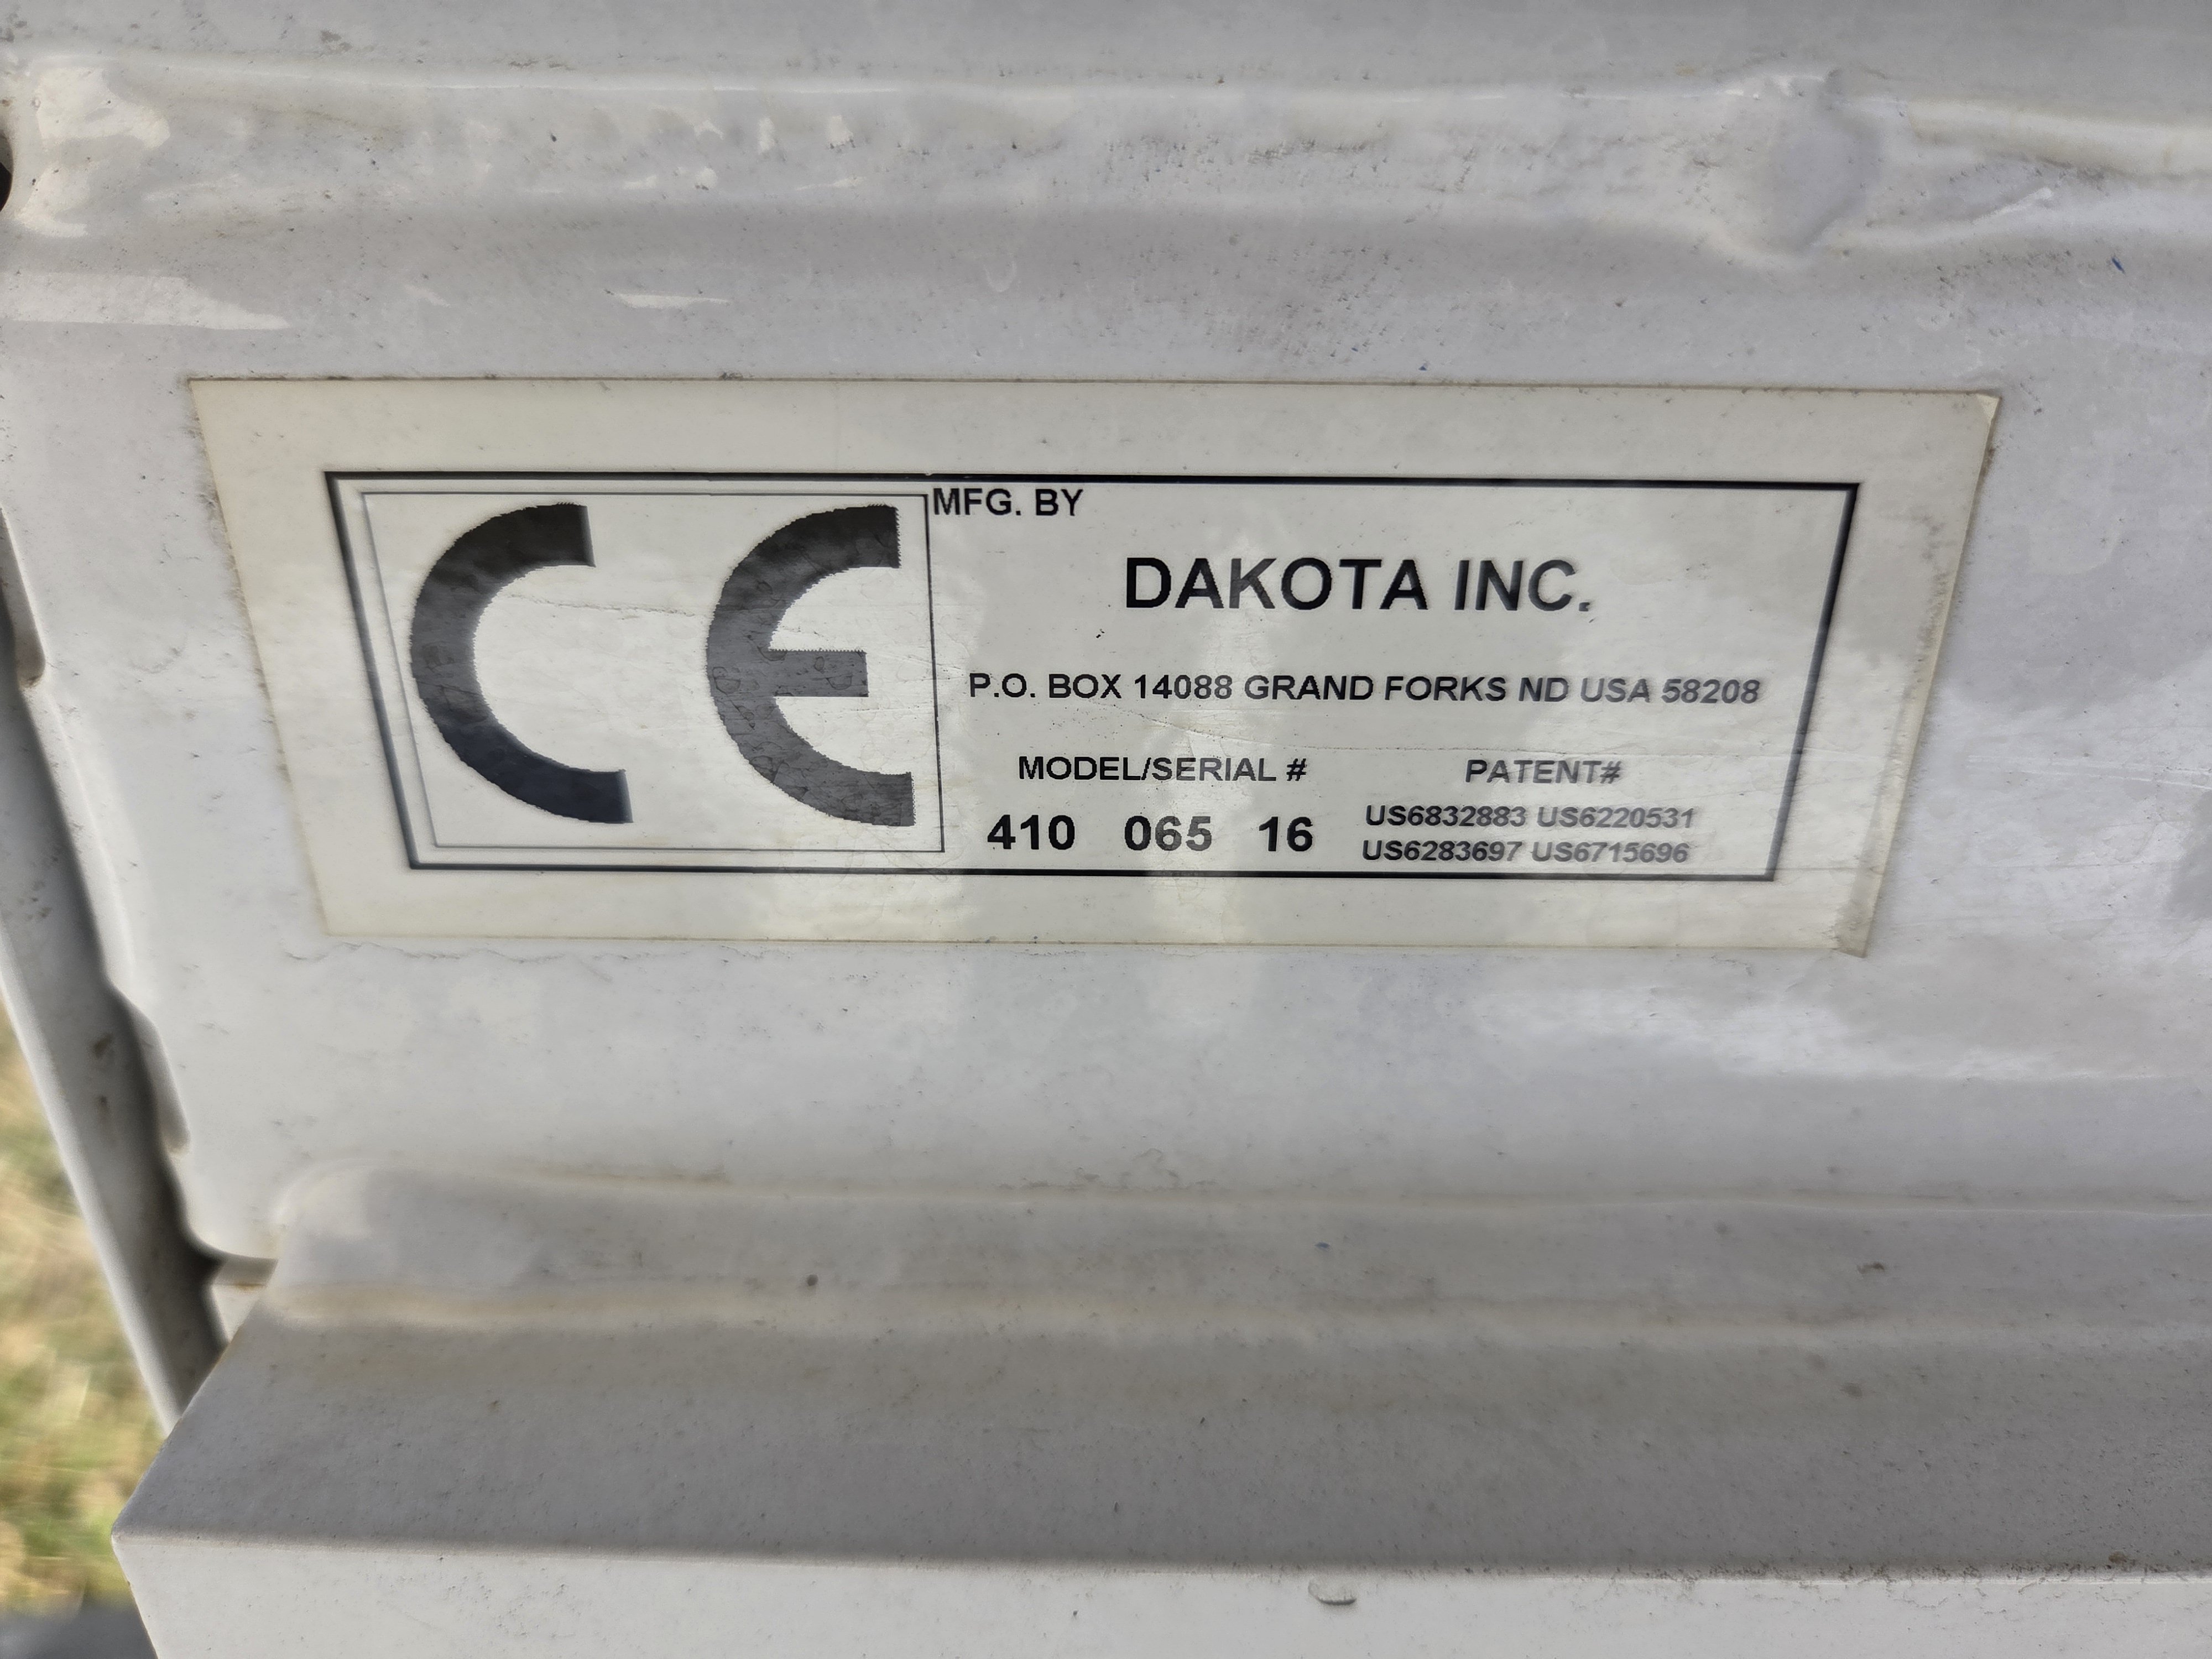 CE
MFG. BY
DAKOTA INC.
P.O. BOX 14088 GRAND FORKS ND USA 58208
MODEL/SERIAL # PATENT#
410 065 16
US6832883 US6220531
US6283697 US6715696